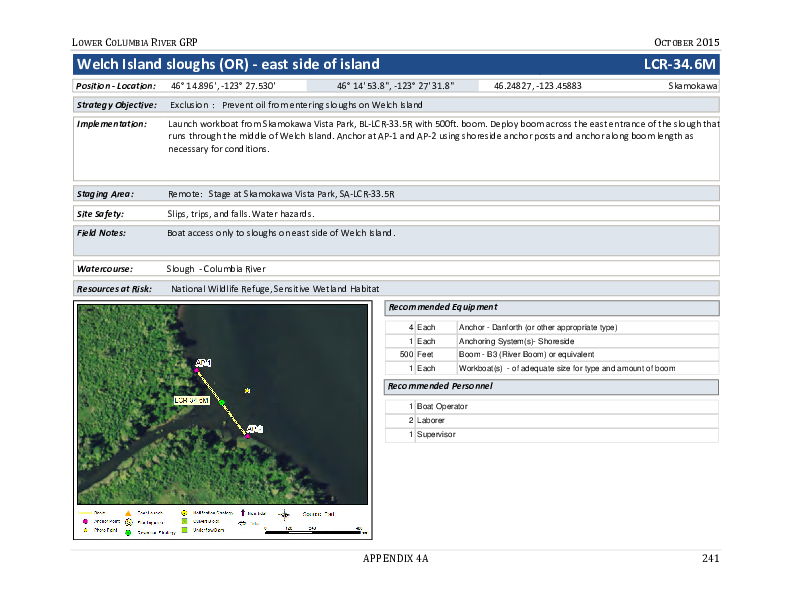 LOWER COLUMBIA RIVER GRP OCTOBER 2015
Welch Island sloughs (OR) - east side of island LCR-34.6M
Position - Location: 46° 14.896', -123° 27.530' 46° 14' 53.8", -123° 27' 31.8" 46.24827, -123.45883 Skamokawa
Strategy Objective: Exclusion : Prevent oil from entering sloughs on Welch Island
Implementation: Launch workboat from Skamokawa Vista Park, BL-LCR-33.5R with 500ft. boom. Deploy boom across the east entrance of the slough that
runs through the middle of Welch Island. Anchor at AP-1 and AP-2 using shoreside anchor posts and anchor along boom length as
necessary for conditions.
Staging Area: Remote: Stage at Skamokawa Vista Park, SA-LCR-33.5R
Site Safety: Slips, trips, and falls. Water hazards.
Field Notes: Boat access only to sloughs on east side of Welch Island.
Watercourse: Slough - Columbia River
Resources at Risk: National Wildlife Refuge, Sensitive Wetland Habitat
Recommended Equipment
4 Each Anchor - Danforth (or other appropriate type)
1 Each Anchoring System(s)- Shoreside
500 Feet Boom - B3 (River Boom) or equivalent
1 Each Workboat(s) - of adequate size for type and amount of boom
Recommended Personnel
1 Boat Operator
2 Laborer
1 Supervisor
AP-1
LCR-34.6M
AP-2
Anchor Point
Photo Point
Notification Strategy
Underflow Dam
APPENDIX 4A 241